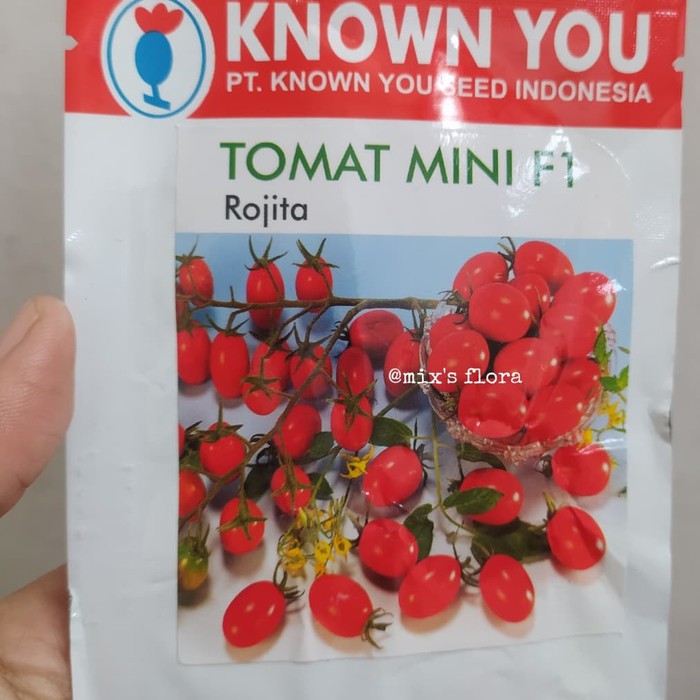 KNOWN YOU
PT. KNOWN YOU SEED INDONESIA
TOMAT MINI F1
Rojita
@mix's flora